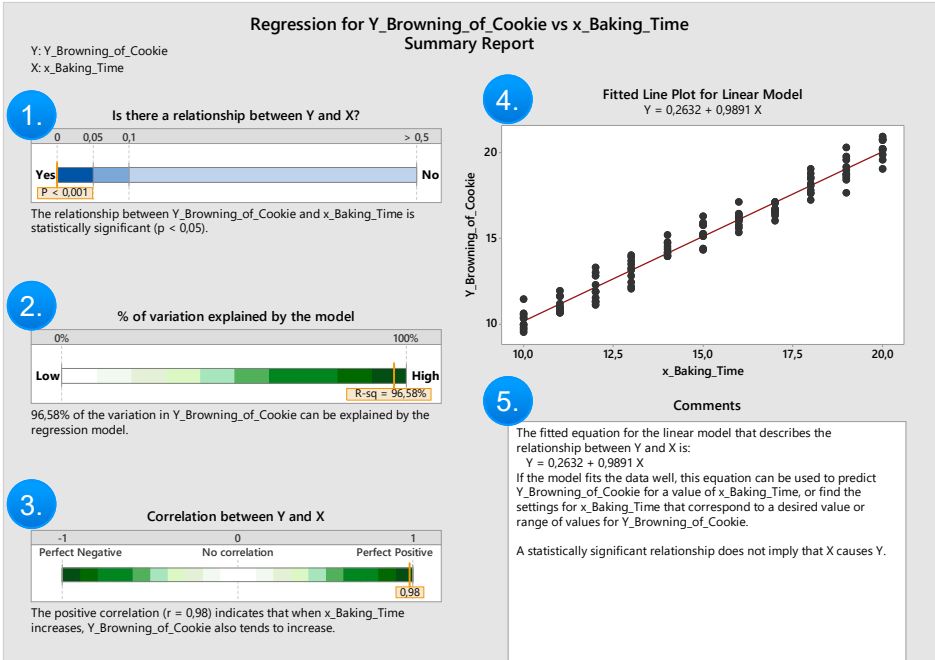 Regression for Y_Browning_of_Cookie vs x_Baking_Time
Summary Report
Y: Y_Browning_of_Cookie
X: x_Baking_Time
1.
Is there a relationship between Y and X?
0 0,05 0,1 > 0,5
Yes No
P < 0,001
The relationship between Y_Browning_of_Cookie and x_Baking_Time is
statistically significant (p < 0,05).
2.
% of variation explained by the model
0% 100%
Low High
R-sq = 96,58%
96,58% of the variation in Y_Browning_of_Cookie can be explained by the
regression model.
3.
Correlation between Y and X
-1 0 1
Perfect Negative No correlation Perfect Positive
0,98
The positive correlation (r = 0,98) indicates that when x_Baking_Time
increases, Y_Browning_of_Cookie also tends to increase.
4.
Fitted Line Plot for Linear Model
Y = 0,2632 + 0,9891 X
Y_Browning_of_Cookie
20
15
10
10,0 12,5 15,0 17,5 20,0
x_Baking_Time
5.
Comments
The fitted equation for the linear model that describes the
relationship between Y and X is:
Y = 0,2632 + 0,9891 X
If the model fits the data well, this equation can be used to predict
Y_Browning_of_Cookie for a value of x_Baking_Time, or find the
settings for x_Baking_Time that correspond to a desired value or
range of values for Y_Browning_of_Cookie.
A statistically significant relationship does not imply that X causes Y.